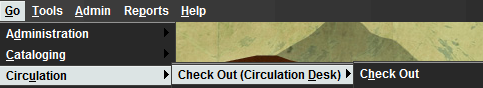 Go Tools Admin Reports Help
Administration
Cataloging
Circulation Check Out (Circulation Desk) Check Out